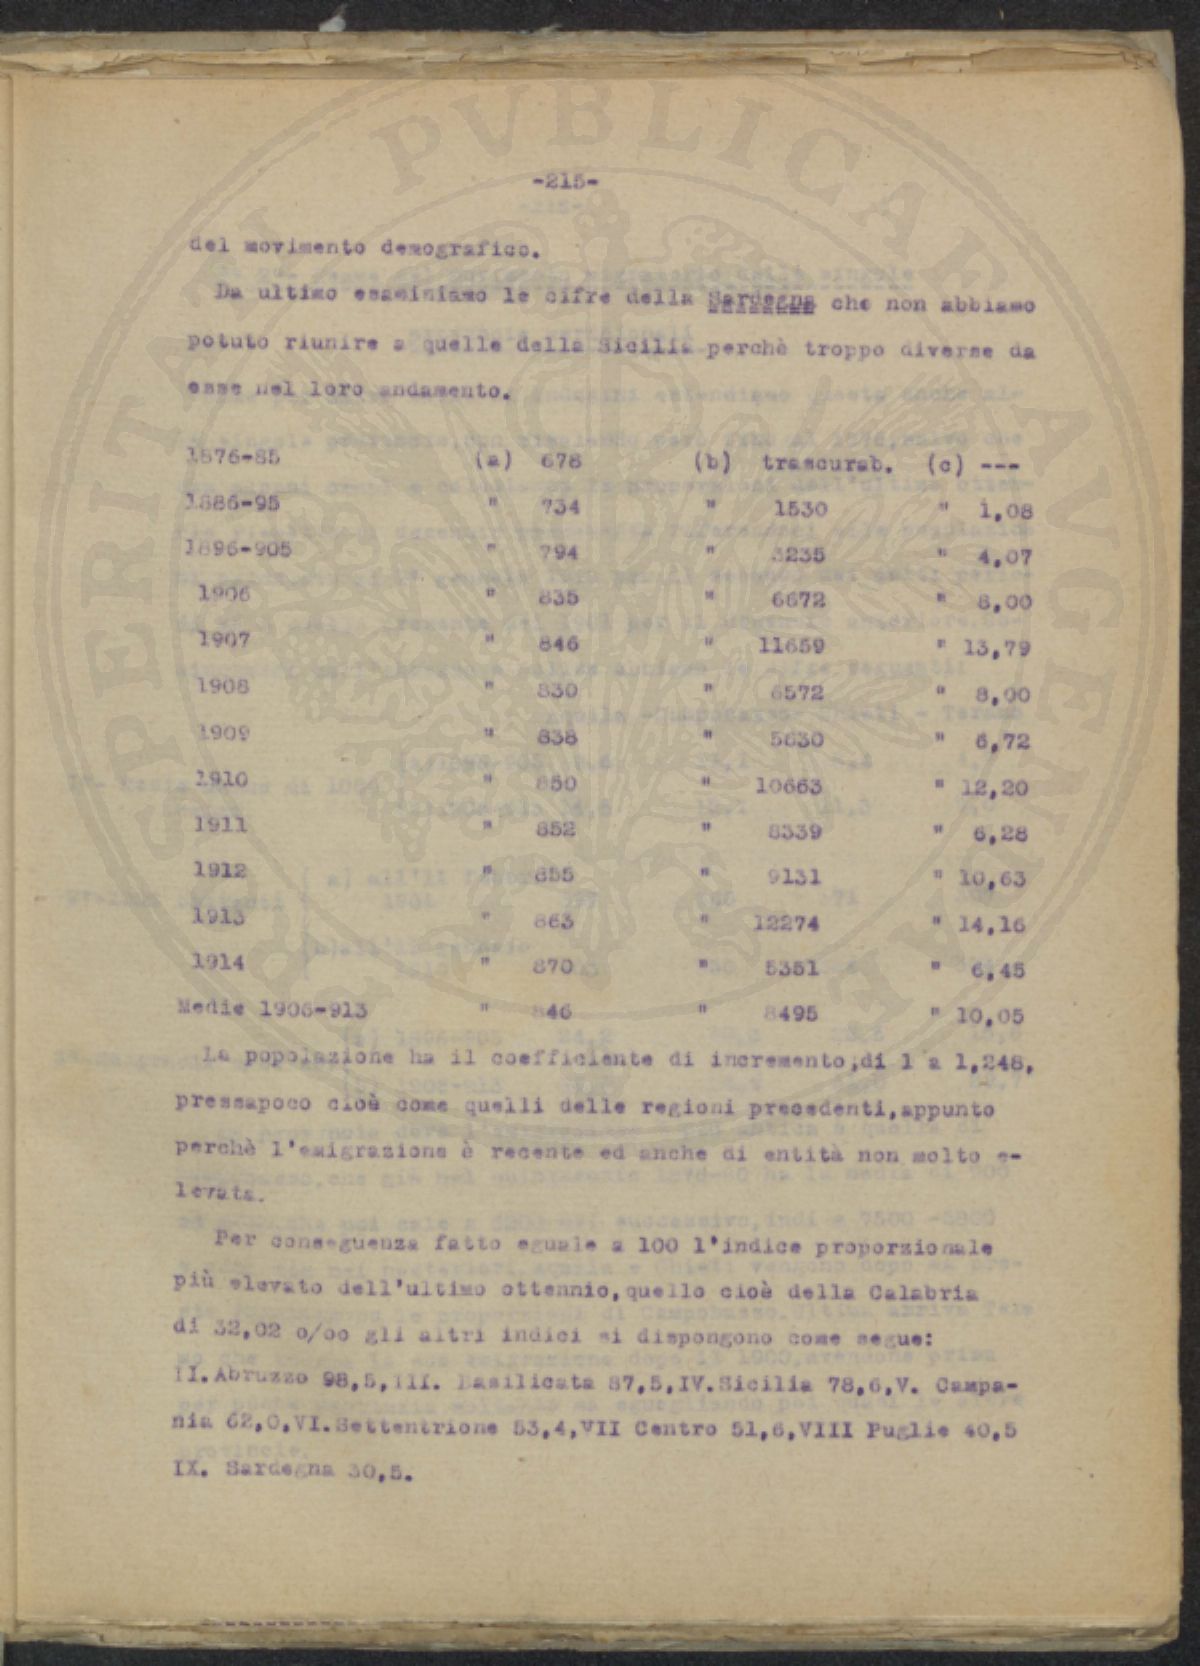 -215-
del movimento demografico.
Da ultimo esaminiamo le cifre della Sardegna che non abbiamo
potuto riunire a quelle della Sicilia perchè troppo diverse da
esse nel loro andamento.
1876-85 (a) 678 (b) trascurab. (c) ---
1886-95 " 734 " 1530 " 1,08
1896-905 " 794 " 3235 " 4,07
1906 " 835 " 6672 " 8,00
1907 " 846 " 11659 " 13,79
1908 " 830 " 6572 " 8,00
1909 " 838 " 5630 " 6,72
1910 " 850 " 10663 " 12,20
1911 " 852 " 8339 " 6,28
1912 " 855 " 9131 " 10,63
1913 " 863 " 12274 " 14,16
1914 " 870 " 5351 " 6,45
Medie 1906-913 " 846 " 8495 " 10,05
La popolazione ha il coefficiente di incremento,di 1 a 1,248,
pressapoco cioè come quelli delle regioni precedenti,appunto
perchè l'emigrazione è recente ed anche di entità non molto e-
levata.
Per conseguenza fatto eguale a 100 l'indice proporzionale
più elevato dell'ultimo ottennio,quello cioè della Calabria
di 32,02 o/oo gli altri indici si dispongono come segue:
II.Abruzzo 98,5,III. Basilicata 87,5,IV.Sicilia 78,6,V. Campa-
nia 62,0,VI.Settentrione 53,4,VII Centro 51,6,VIII Puglie 40,5
IX. Sardegna 30,5.